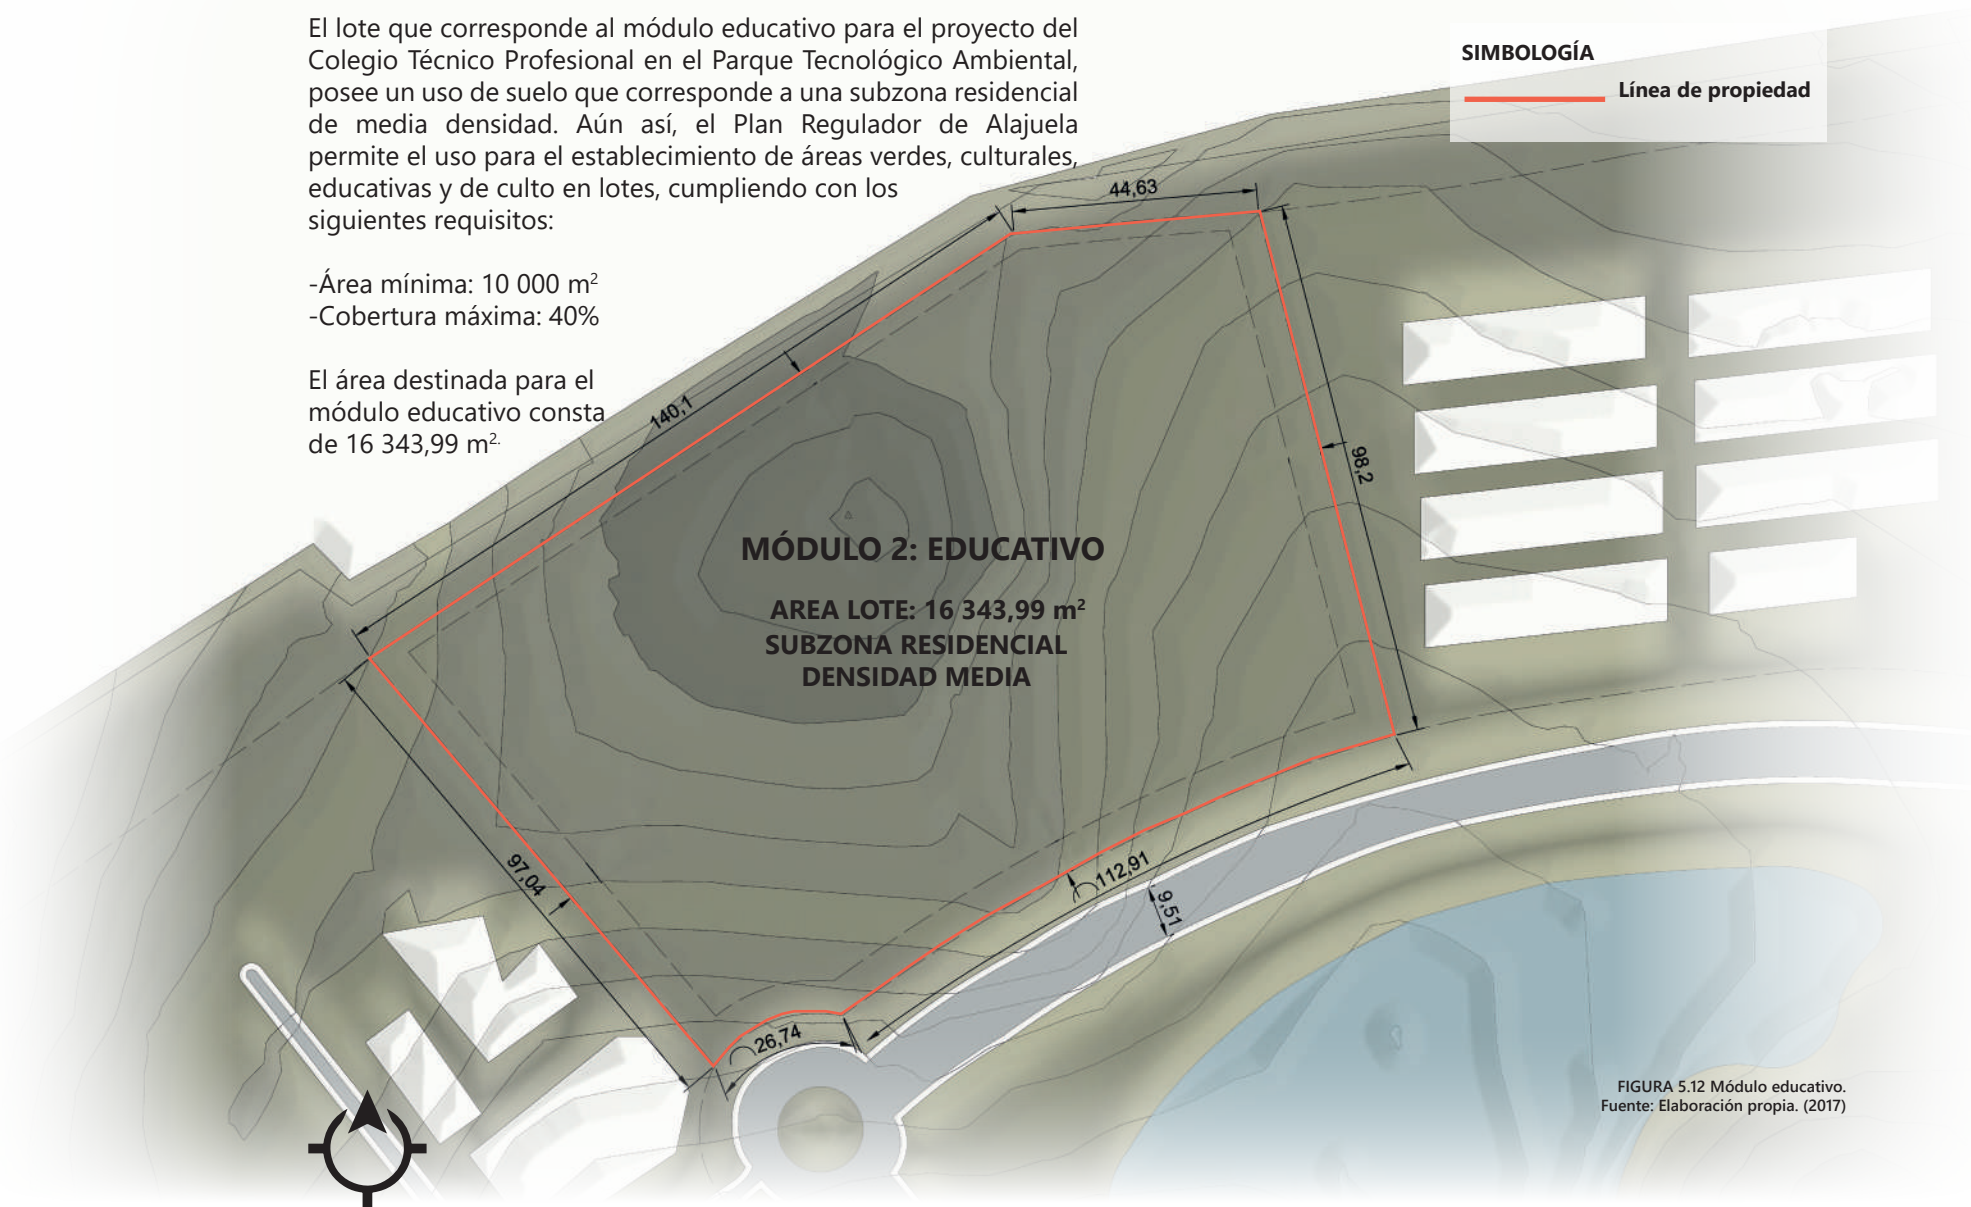 El lote que corresponde al módulo educativo para el proyecto del
Colegio Técnico Profesional en el Parque Tecnológico Ambiental,
posee un uso de suelo que corresponde a una subzona residencial
de media densidad. Aún así, el Plan Regulador de Alajuela
permite el uso para el establecimiento de áreas verdes, culturales,
educativas y de culto en lotes, cumpliendo con los
siguientes requisitos:
-Área mínima: 10 000 m²
-Cobertura máxima: 40%
El área destinada para el
módulo educativo consta
de 16 343,99 m².
SIMBOLOGÍA
Línea de propiedad
44,63
140,1
98,2
MÓDULO 2: EDUCATIVO
AREA LOTE: 16 343,99 m²
SUBZONA RESIDENCIAL
DENSIDAD MEDIA
97,04
112,91
9,51
26,74
FIGURA 5.12 Módulo educativo.
Fuente: Elaboración propia. (2017)